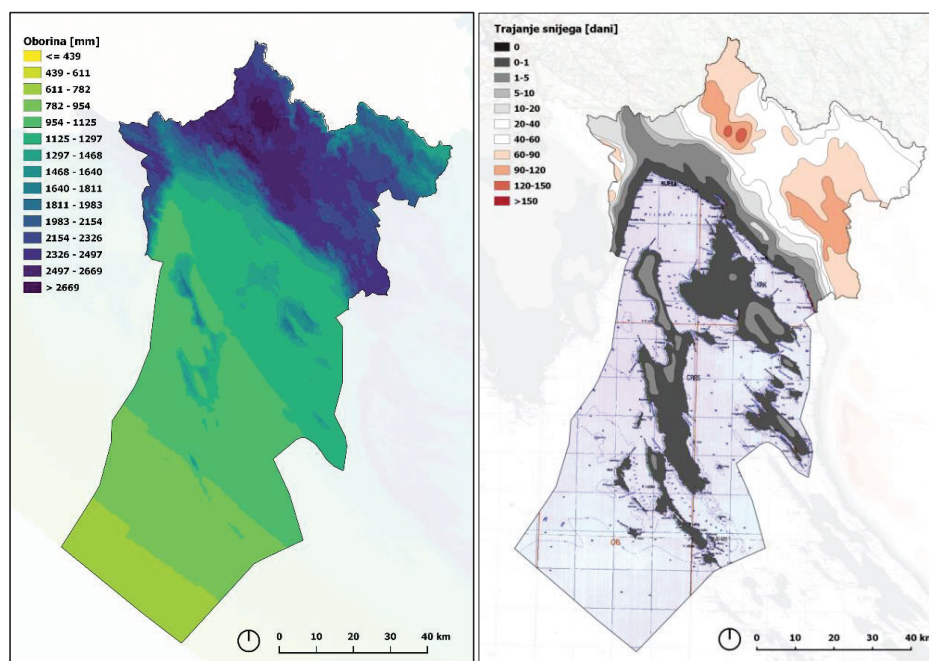 Oborina [mm]
<= 439
439 - 611
611 - 782
782 - 954
954 - 1125
1125 - 1297
1297 - 1468
1468 - 1640
1640 - 1811
1811 - 1983
1983 - 2154
2154 - 2326
2326 - 2497
2497 - 2669
> 2669
0 10 20 30 40 km
Trajanje snijega [dani]
0
0-1
1-5
5-10
10-20
20-40
40-60
60-90
90-120
120-150
>150
KRK
CRES
0 10 20 30 40 km